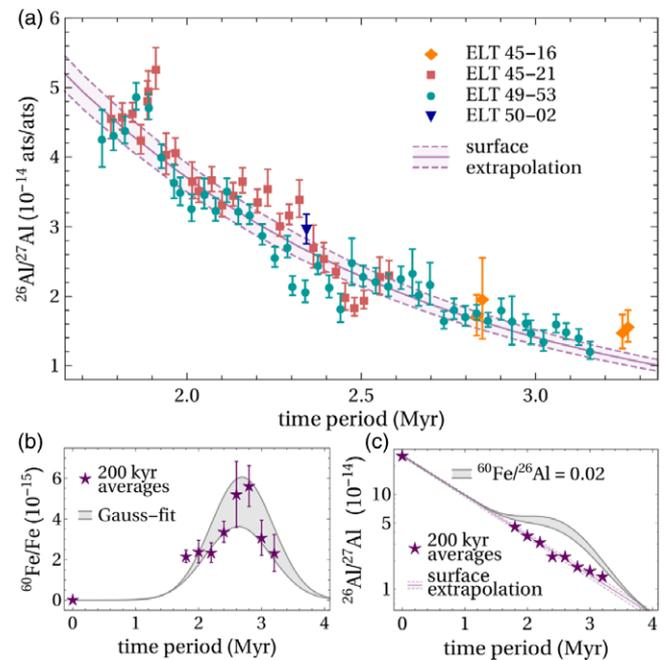 (a)
6
5
4
3
2
1
²⁶Al/²⁷Al (10⁻¹⁴ ats/ats)
ELT 45−16
ELT 45−21
ELT 49−53
ELT 50−02
surface
extrapolation
2.0 2.5 3.0
time period (Myr)
(b)
6
4
2
0
⁶⁰Fe/Fe (10⁻¹⁵)
200 kyr
averages
Gauss−fit
0 1 2 3 4
time period (Myr)
(c)
10
5
1
²⁶Al/²⁷Al (10⁻¹⁴)
⁶⁰Fe/²⁶Al = 0.02
200 kyr
averages
surface
extrapolation
0 1 2 3 4
time period (Myr)